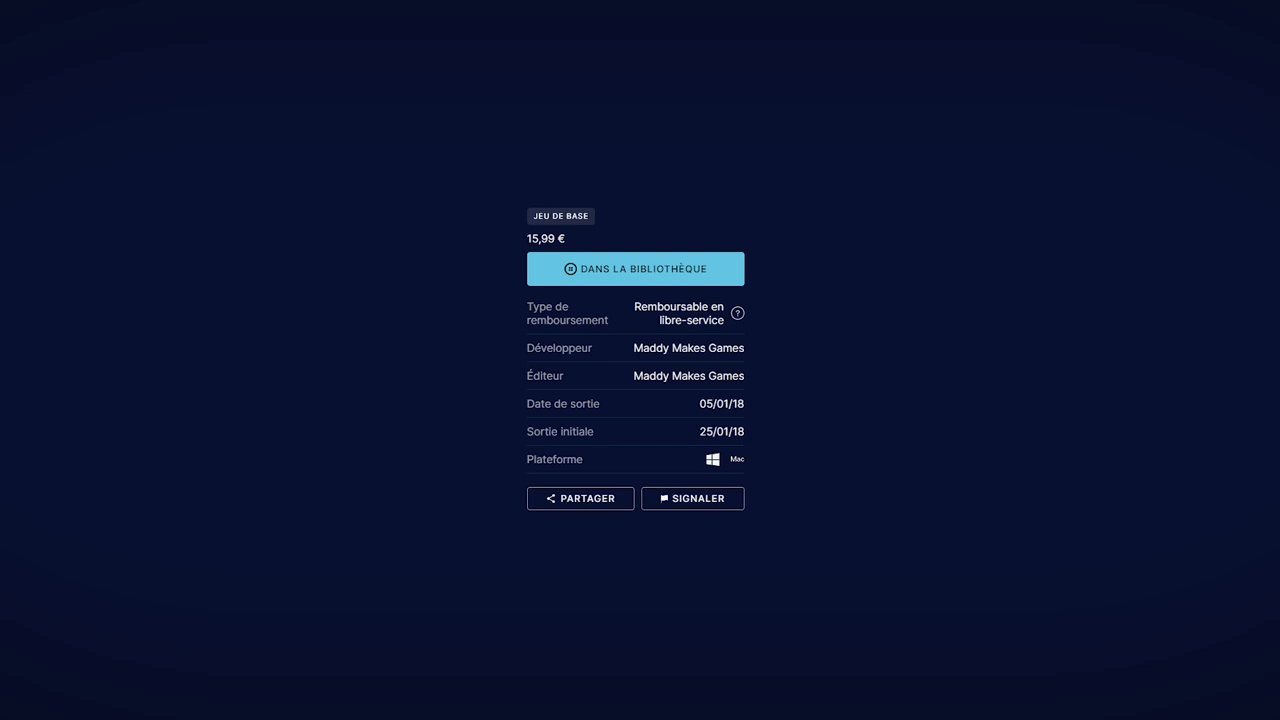 JEU DE BASE
15,99 €
DANS LA BIBLIOTHÈQUE
Type de remboursement
Remboursable en libre-service ?
Développeur Maddy Makes Games
Éditeur Maddy Makes Games
Date de sortie 05/01/18
Sortie initiale 25/01/18
Plateforme Mac
PARTAGER SIGNALER